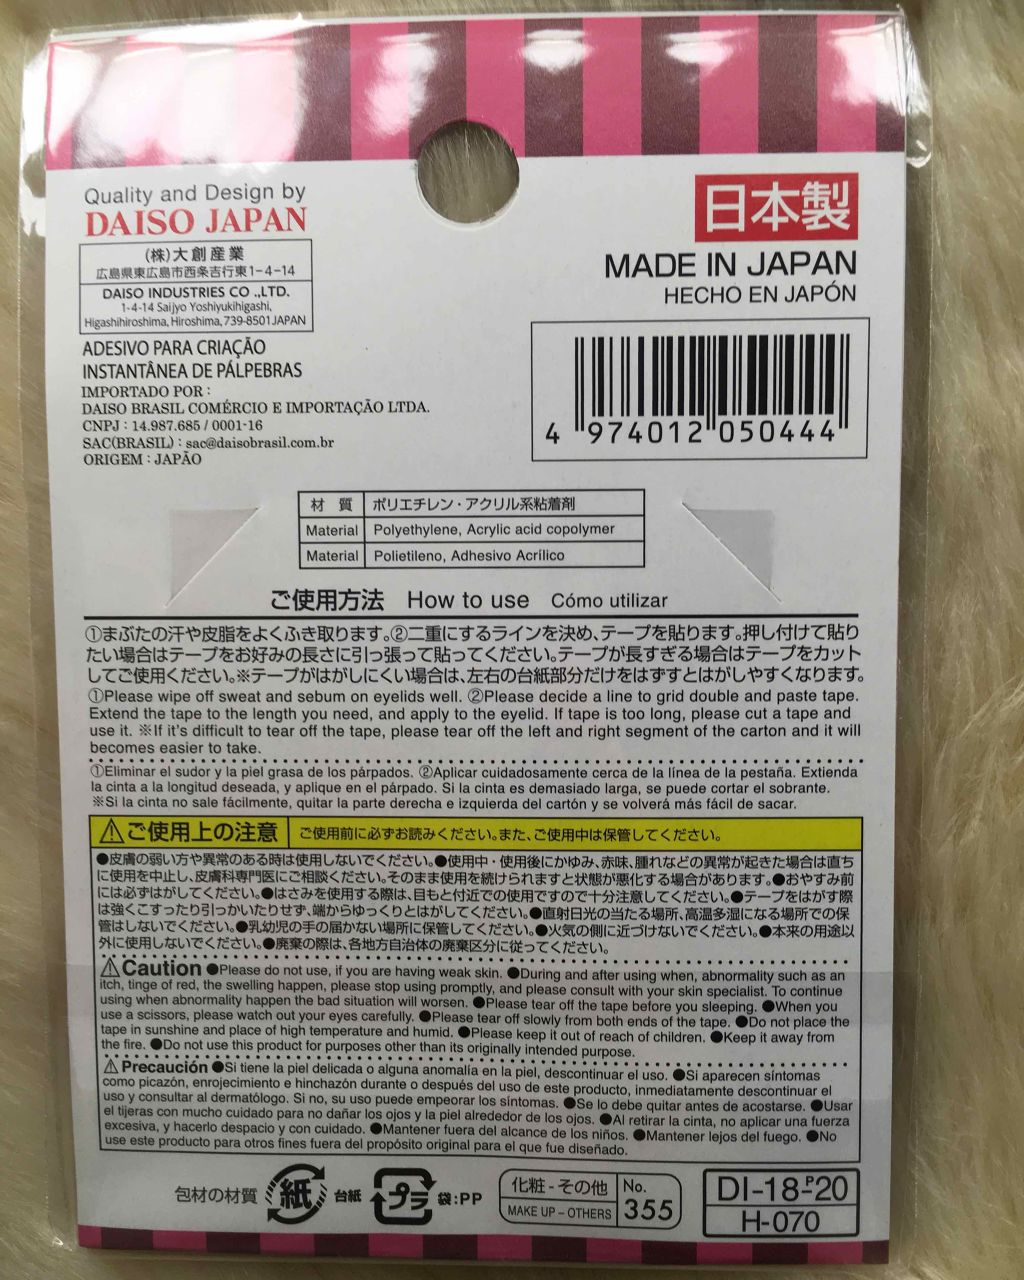 Quality and Design by
DAISO JAPAN
(株)大創産業
広島県東広島市西条吉行東1-4-14
DAISO INDUSTRIES CO .,LTD.
1-4-14 Saijyo Yoshiyukihigashi,
Higashihiroshima, Hiroshima, 739-8501 JAPAN
ADESIVO PARA CRIAÇÃO
INSTANTÂNEA DE PÁLPEBRAS
IMPORTADO POR :
DAISO BRASIL COMÉRCIO E IMPORTAÇÃO LTDA.
CNPJ : 14.987.685 / 0001-16
SAC(BRASIL) : sac@daisobrasil.com.br
ORIGEM : JAPÃO
日本製
MADE IN JAPAN
HECHO EN JAPÓN
4 974012 050444
材 質 ポリエチレン・アクリル系粘着剤
Material Polyethylene, Acrylic acid copolymer
Material Polietileno, Adhesivo Acrílico
ご使用方法 How to use Cómo utilizar
①まぶたの汗や皮脂をよくふき取ります。②二重にするラインを決め、テープを貼ります。押し付けて貼り
たい場合はテープをお好みの長さに引っ張って貼ってください。テープが長すぎる場合はテープをカット
してご使用ください。※テープがはがしにくい場合は、左右の台紙部分だけをはずすとはがしやすくなります。
①Please wipe off sweat and sebum on eyelids well. ②Please decide a line to grid double and paste tape.
Extend the tape to the length you need, and apply to the eyelid. If tape is too long, please cut a tape and
use it. ※If it's difficult to tear off the tape, please tear off the left and right segment of the carton and it will
becomes easier to take.
①Eliminar el sudor y la piel grasa de los párpados. ②Aplicar cuidadosamente cerca de la línea de la pestaña. Extienda
la cinta a la longitud deseada, y aplique en el párpado. Si la cinta es demasiado larga, se puede cortar el sobrante.
※Si la cinta no sale fácilmente, quitar la parte derecha e izquierda del cartón y se volverá más fácil de sacar.
⚠ご使用上の注意 ご使用前に必ずお読みください。また、ご使用中は保管してください。
●皮膚の弱い方や異常のある時は使用しないでください。●使用中・使用後にかゆみ、赤味、腫れなどの異常が起きた場合は直ち
に使用を中止し、皮膚科専門医にご相談ください。そのまま使用を続けられますと状態が悪化する場合があります。●おやすみ前
には必ずはがしてください。●はさみを使用する際は、目もと付近での使用ですので十分注意してください。●テープをはがす際
は強くこすったり引っかいたりせず、端からゆっくりとはがしてください。●直射日光の当たる場所、高温多湿になる場所での保
管はしないでください。●乳幼児の手の届かない場所に保管してください。●火気の側に近づけないでください。●本来の用途以
外に使用しないでください。●廃棄の際は、各地方自治体の廃棄区分に従ってください。
⚠Caution ●Please do not use, if you are having weak skin. ●During and after using when, abnormality such as an
itch, tinge of red, the swelling happen, please stop using promptly, and please consult with your skin specialist. To continue
using when abnormality happen the bad situation will worsen. ●Please tear off the tape before you sleeping. ●When you
use a scissors, please watch out your eyes carefully. ●Please tear off slowly from both ends of the tape. ●Do not place the
tape in sunshine and place of high temperature and humid. ●Please keep it out of reach of children. ●Keep it away from
the fire. ●Do not use this product for purposes other than its originally intended purpose.
⚠Precaución ●Si tiene la piel delicada o alguna anomalía en la piel, descontinuar el uso. ●Si aparecen síntomas
como picazón, enrojecimiento e hinchazón durante o después del uso de este producto, inmediatamente descontinuar el
uso y consultar al dermatólogo. Si no, su uso puede empeorar los síntomas. ●Se lo debe quitar antes de acostarse. ●Usar
el tijeras con mucho cuidado para no dañar los ojos y la piel alrededor de los ojos. ●Al retirar la cinta, no aplicar una fuerza
excesiva, y hacerlo despacio y con cuidado. ●Mantener fuera del alcance de los niños. ●Mantener lejos del fuego. ●No
use este producto para otros fines fuera del propósito original para el que fue diseñado.
包材の材質 紙 台紙 プラ 袋:PP
化粧-その他 No.
MAKE UP - OTHERS 355
DI-18-P20
H-070